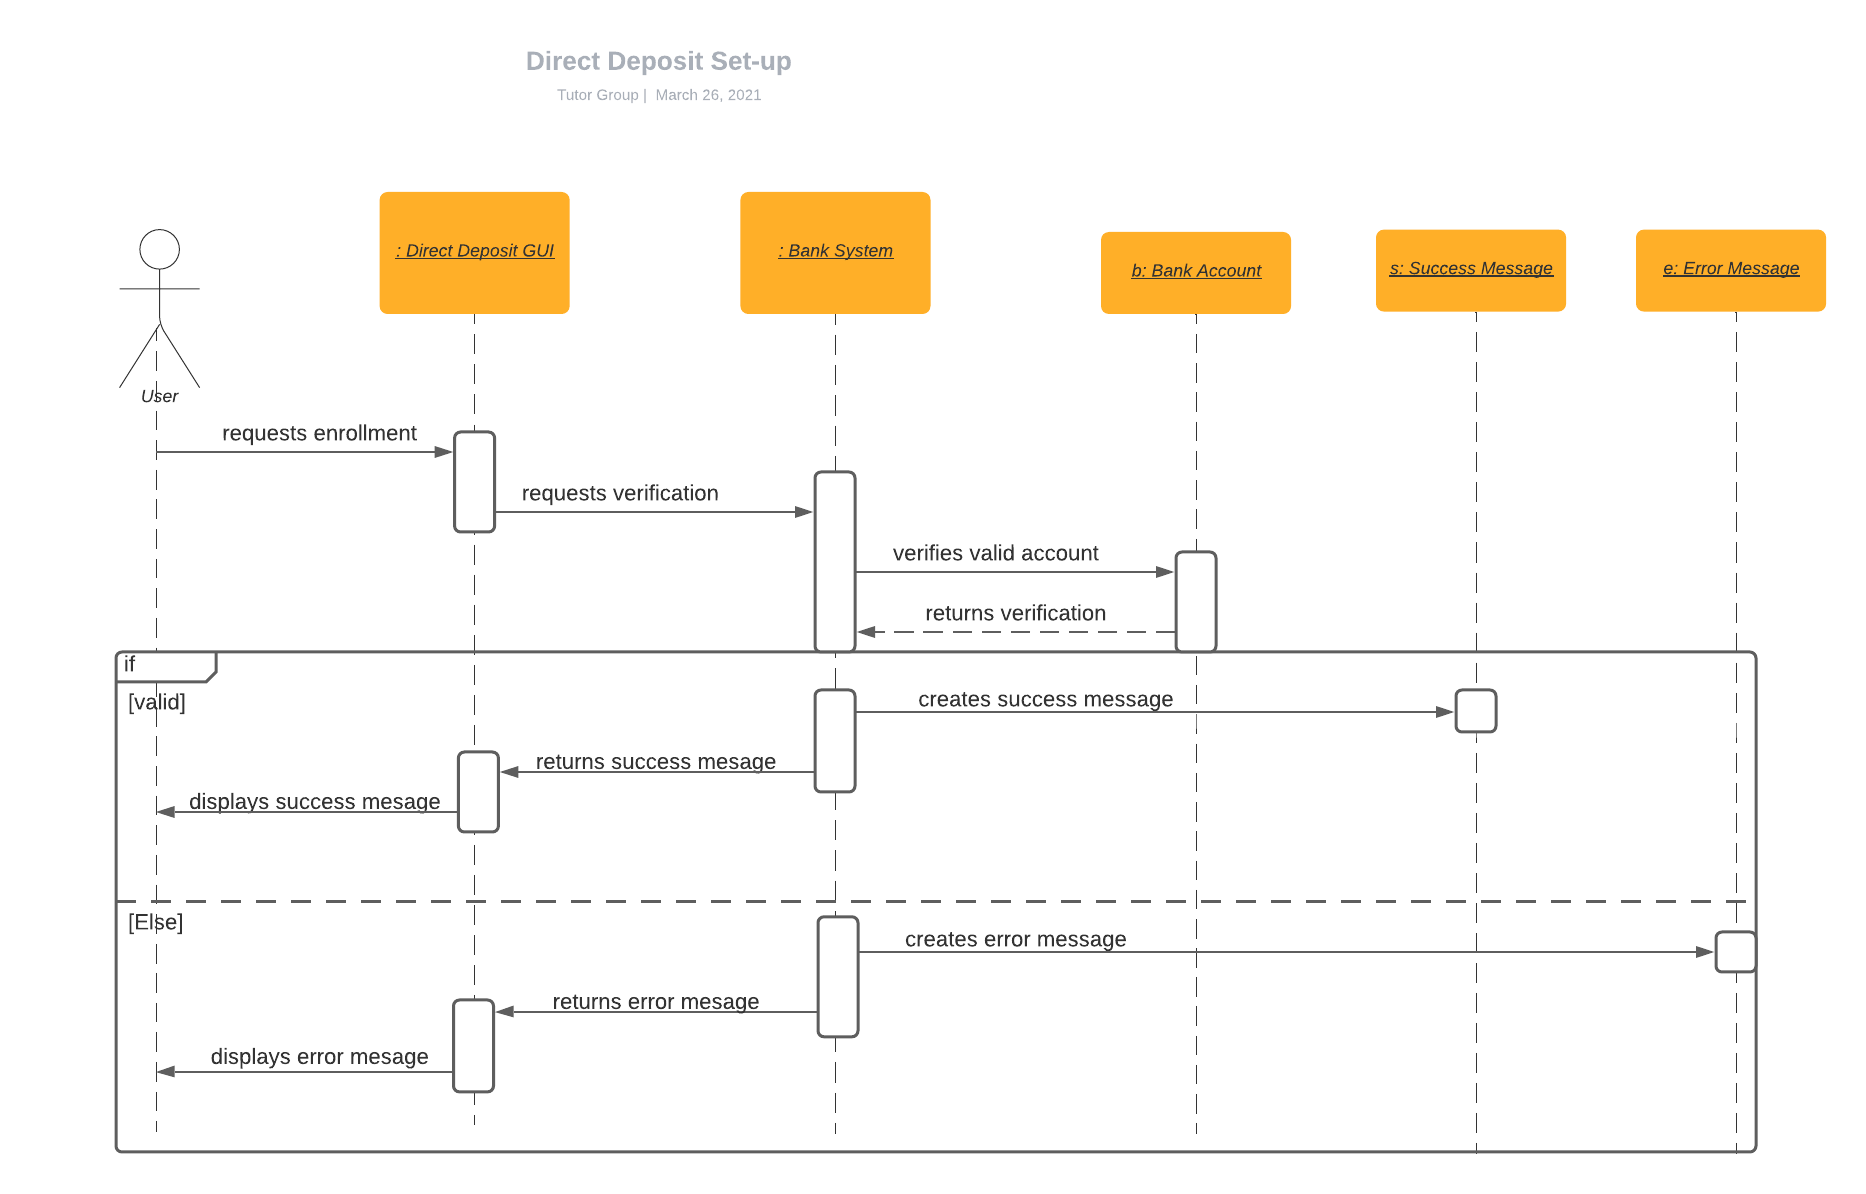 Direct Deposit Set-up
Tutor Group | March 26, 2021
: Direct Deposit GUI
: Bank System
b: Bank Account
s: Success Message
e: Error Message
User
requests enrollment
requests verification
verifies valid account
returns verification
if
[valid]
creates success message
returns success mesage
displays success mesage
[Else]
creates error message
returns error mesage
displays error mesage